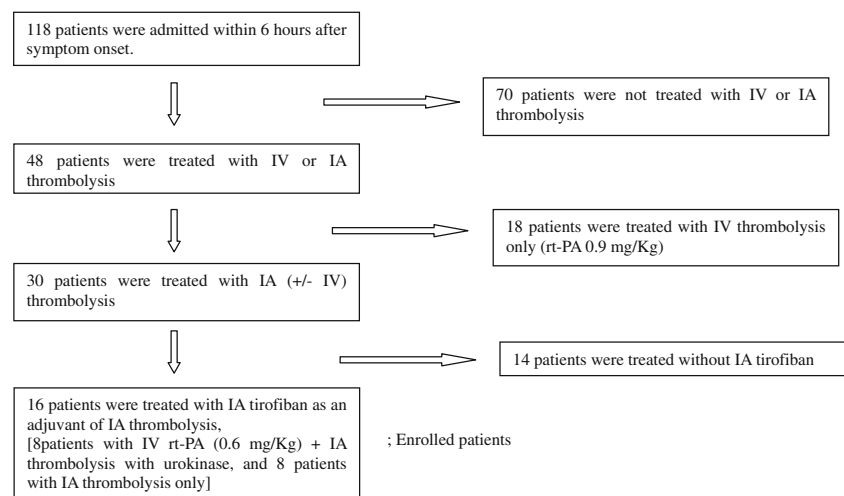 118 patients were admitted within 6 hours after
symptom onset.
70 patients were not treated with IV or IA
thrombolysis
48 patients were treated with IV or IA
thrombolysis
18 patients were treated with IV thrombolysis
only (rt-PA 0.9 mg/Kg)
30 patients were treated with IA (+/- IV)
thrombolysis
14 patients were treated without IA tirofiban
16 patients were treated with IA tirofiban as an
adjuvant of IA thrombolysis,
[8patients with IV rt-PA (0.6 mg/Kg) + IA
thrombolysis with urokinase, and 8 patients
with IA thrombolysis only]
; Enrolled patients